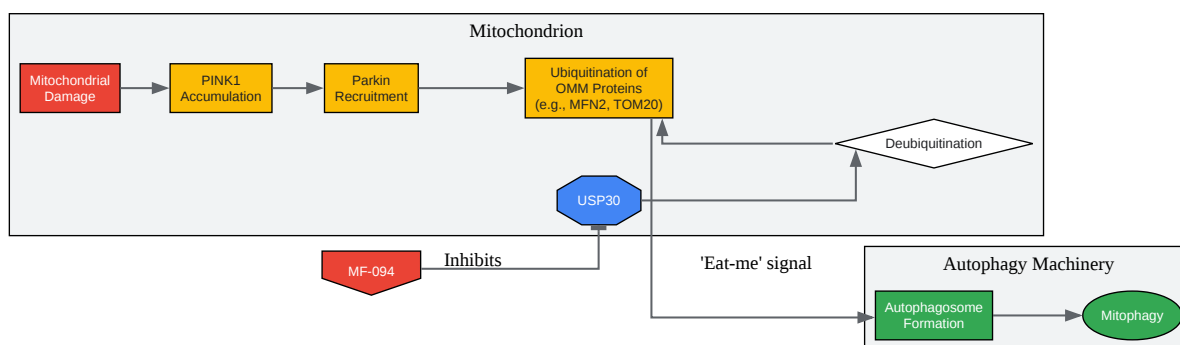 Mitochondrion
Mitochondrial
Damage
PINK1
Accumulation
Parkin
Recruitment
Ubiquitination of
OMM Proteins
(e.g., MFN2, TOM20)
Deubiquitination
USP30
MF-094
Inhibits
'Eat-me' signal
Autophagy Machinery
Autophagosome
Formation
Mitophagy